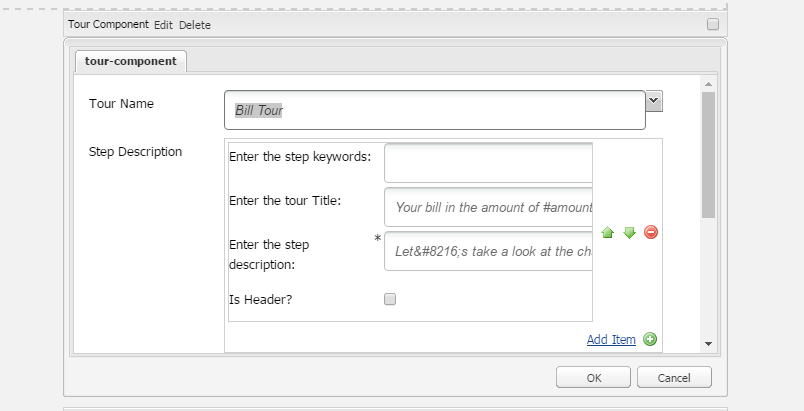 Tour Component Edit Delete
tour-component
Tour Name
Bill Tour
Step Description
Enter the step keywords:
Enter the tour Title:
Your bill in the amount of #amount
* Enter the step
description:
Let&#8216;s take a look at the ch
Is Header?
Add Item
OK Cancel